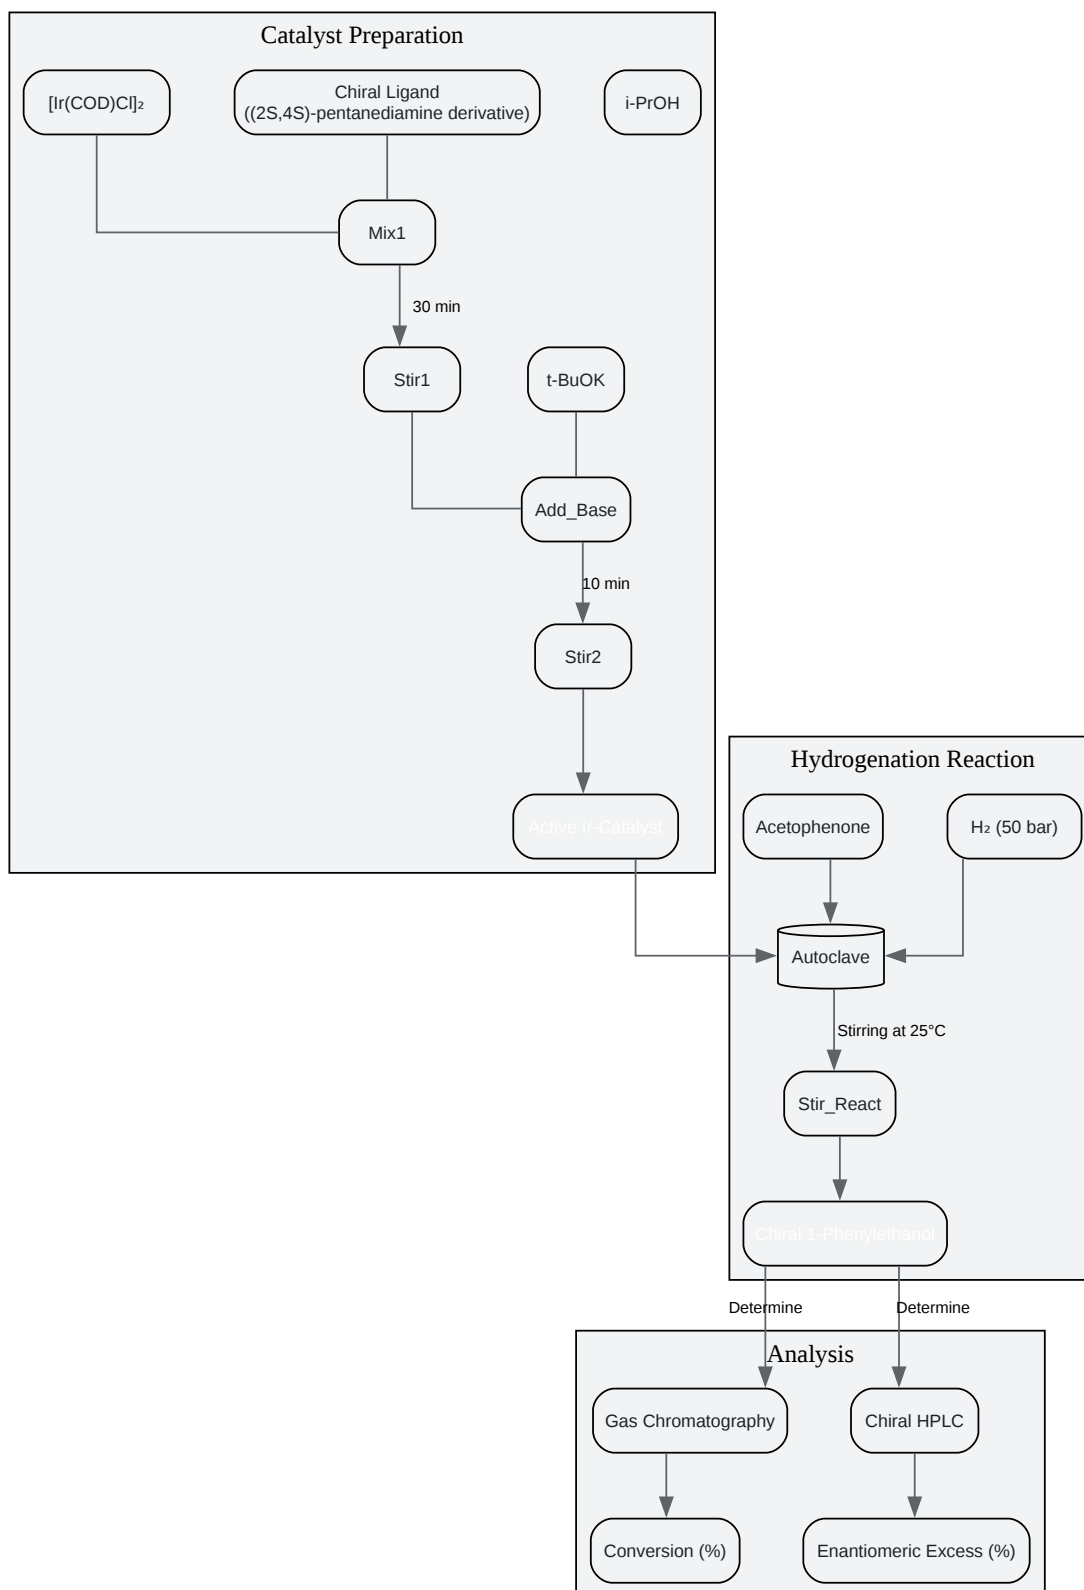 Catalyst Preparation
[Ir(COD)Cl]₂
Chiral Ligand
((2S,4S)-pentanediamine derivative)
i-PrOH
Mix1
30 min
Stir1
t-BuOK
Add_Base
10 min
Stir2
Active Ir-Catalyst
Hydrogenation Reaction
Acetophenone
H₂ (50 bar)
Autoclave
Stirring at 25°C
Stir_React
Chiral 1-Phenylethanol
Determine
Determine
Analysis
Gas Chromatography
Chiral HPLC
Conversion (%)
Enantiomeric Excess (%)